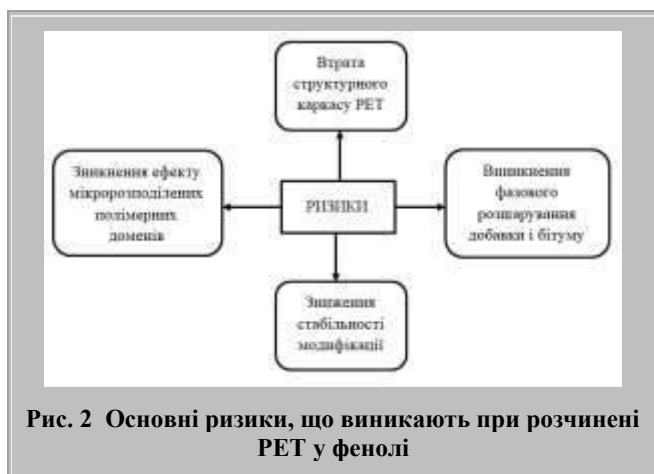 Втрата
структурного
каркасу PET
Зникнення ефекту
мікророзподілених
полімерних
доменів
РИЗИКИ
Виникнення
фазового
розшарування
добавки і бітуму
Зниження
стабільності
модифікації
Рис. 2 Основні ризики, що виникають при розчинені
PET у фенолі